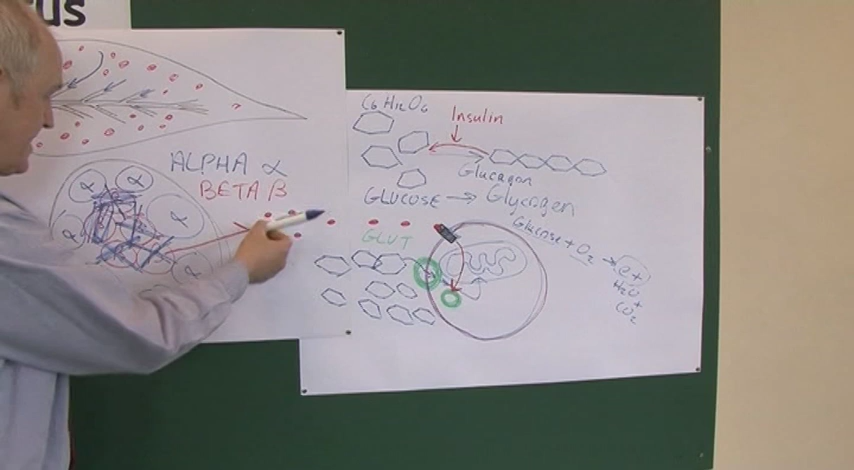 us
C6H12O6
Insulin
Glucagon
GLUCOSE → Glycogen
ALPHA α
BETA β
α
α
α
α
α
GLUT
Glucose + O2 →
H2O
+
CO2